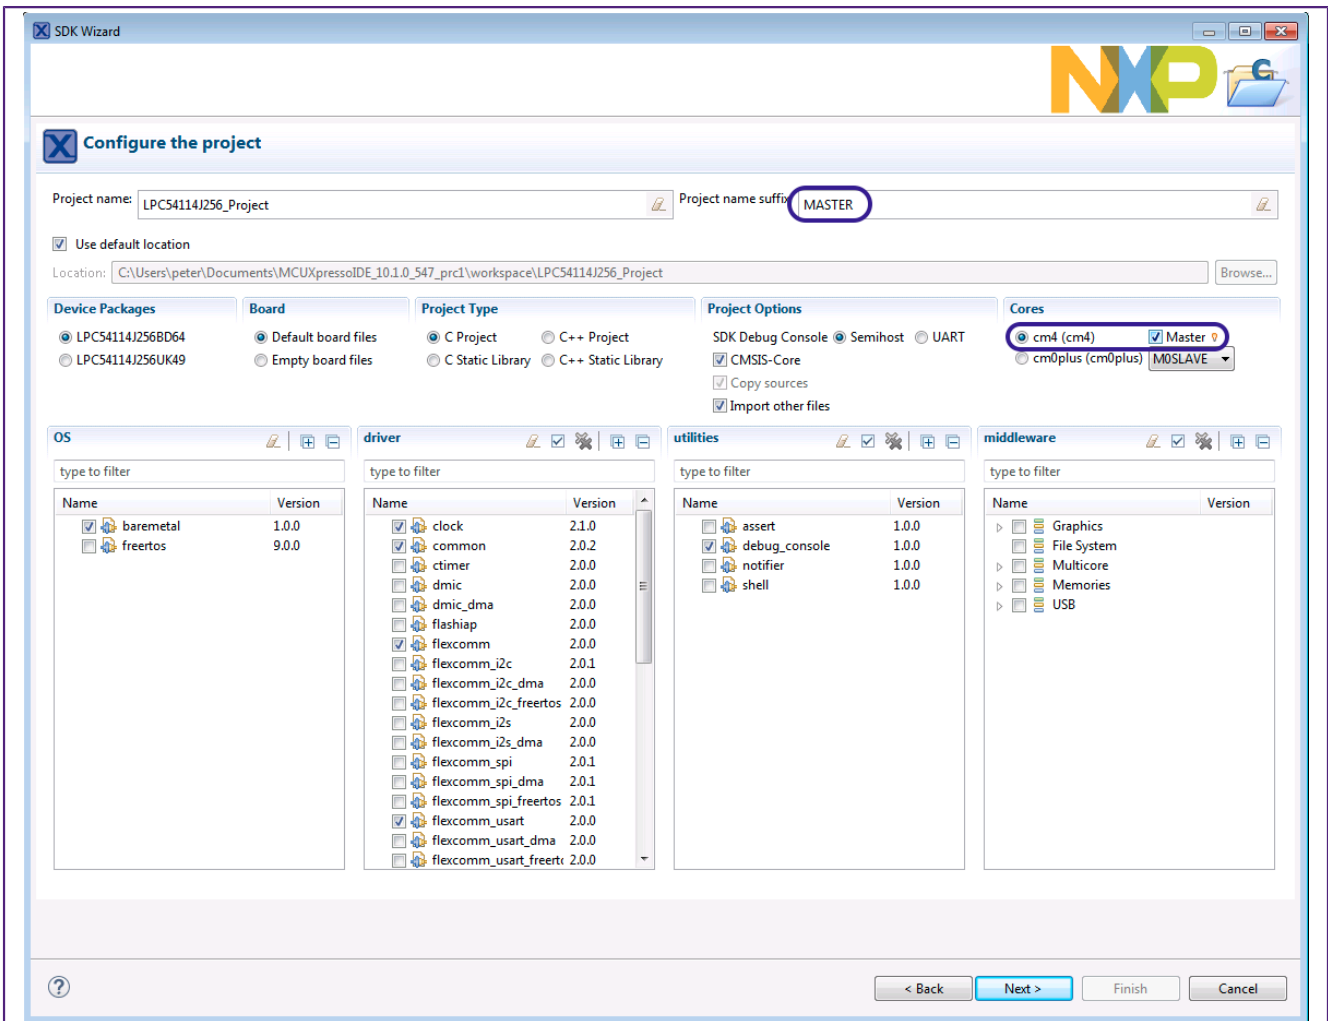 SDK Wizard
NXP
Configure the project
Project name: LPC54114J256_Project Project name suffix MASTER
Use default location
Location: C:\Users\peter\Documents\MCUXpressoIDE_10.1.0_547_prc1\workspace\LPC54114J256_Project Browse...
Device Packages Board Project Type Project Options Cores
LPC54114J256BD64 Default board files C Project C++ Project SDK Debug Console Semihost UART cm4 (cm4) Master
LPC54114J256UK49 Empty board files C Static Library C++ Static Library CMSIS-Core cm0plus (cm0plus) M0SLAVE
Copy sources
Import other files
OS driver utilities middleware
type to filter type to filter type to filter type to filter
Name Version Name Version Name Version Name Version
baremetal 1.0.0 clock 2.1.0 assert 1.0.0 Graphics
freertos 9.0.0 common 2.0.2 debug_console 1.0.0 File System
ctimer 2.0.0 notifier 1.0.0 Multicore
dmic 2.0.0 shell 1.0.0 Memories
dmic_dma 2.0.0 USB
flashiap 2.0.0
flexcomm 2.0.0
flexcomm_i2c 2.0.1
flexcomm_i2c_dma 2.0.0
flexcomm_i2c_freertos 2.0.0
flexcomm_i2s 2.0.0
flexcomm_i2s_dma 2.0.0
flexcomm_spi 2.0.1
flexcomm_spi_dma 2.0.1
flexcomm_spi_freertos 2.0.1
flexcomm_usart 2.0.0
flexcomm_usart_dma 2.0.0
flexcomm_usart_freert 2.0.0
< Back Next > Finish Cancel